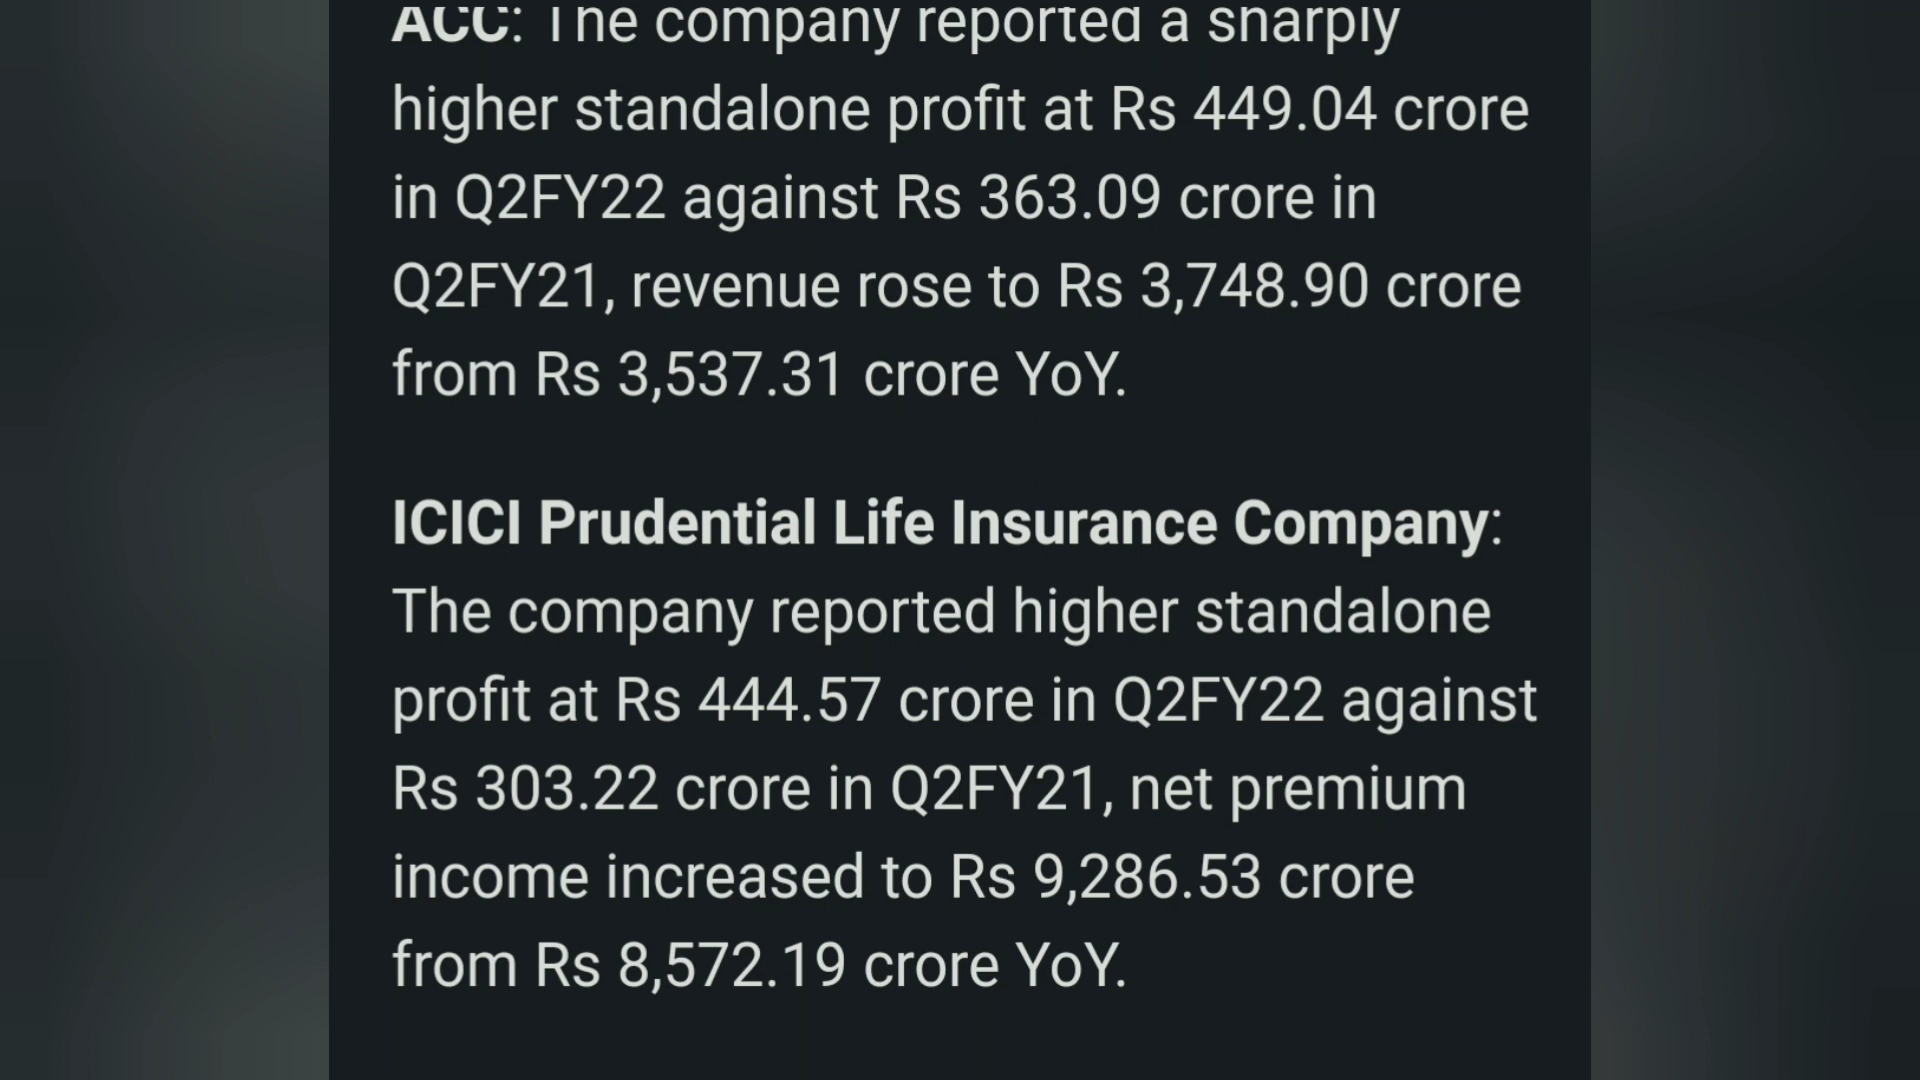 ACC: The company reported a sharply
higher standalone profit at Rs 449.04 crore
in Q2FY22 against Rs 363.09 crore in
Q2FY21, revenue rose to Rs 3,748.90 crore
from Rs 3,537.31 crore YoY.
ICICI Prudential Life Insurance Company:
The company reported higher standalone
profit at Rs 444.57 crore in Q2FY22 against
Rs 303.22 crore in Q2FY21, net premium
income increased to Rs 9,286.53 crore
from Rs 8,572.19 crore YoY.